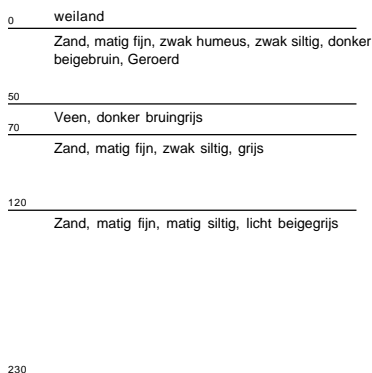 0 weiland
Zand, matig fijn, zwak humeus, zwak siltig, donker
beigebruin, Geroerd
50
Veen, donker bruingrijs
70
Zand, matig fijn, zwak siltig, grijs
120
Zand, matig fijn, matig siltig, licht beigegrijs
230